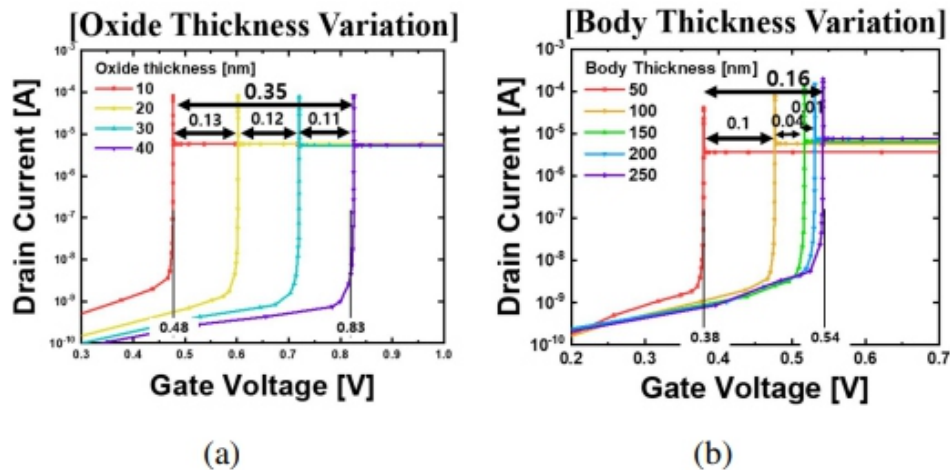 [Oxide Thickness Variation]
Drain Current [A]
10⁻³
10⁻⁴
10⁻⁵
10⁻⁶
10⁻⁷
10⁻⁸
10⁻⁹
10⁻¹⁰
Oxide thickness [nm]
10
20
30
40
0.35
0.13 0.12 0.11
0.48 0.83
0.3 0.4 0.5 0.6 0.7 0.8 0.9 1.0
Gate Voltage [V]
(a)
[Body Thickness Variation]
Drain Current [A]
10⁻³
10⁻⁴
10⁻⁵
10⁻⁶
10⁻⁷
10⁻⁸
10⁻⁹
10⁻¹⁰
Body Thickness [nm]
50
100
150
200
250
0.16
0.1 0.04 0.01
0.38 0.54
0.2 0.3 0.4 0.5 0.6 0.7
Gate Voltage [V]
(b)